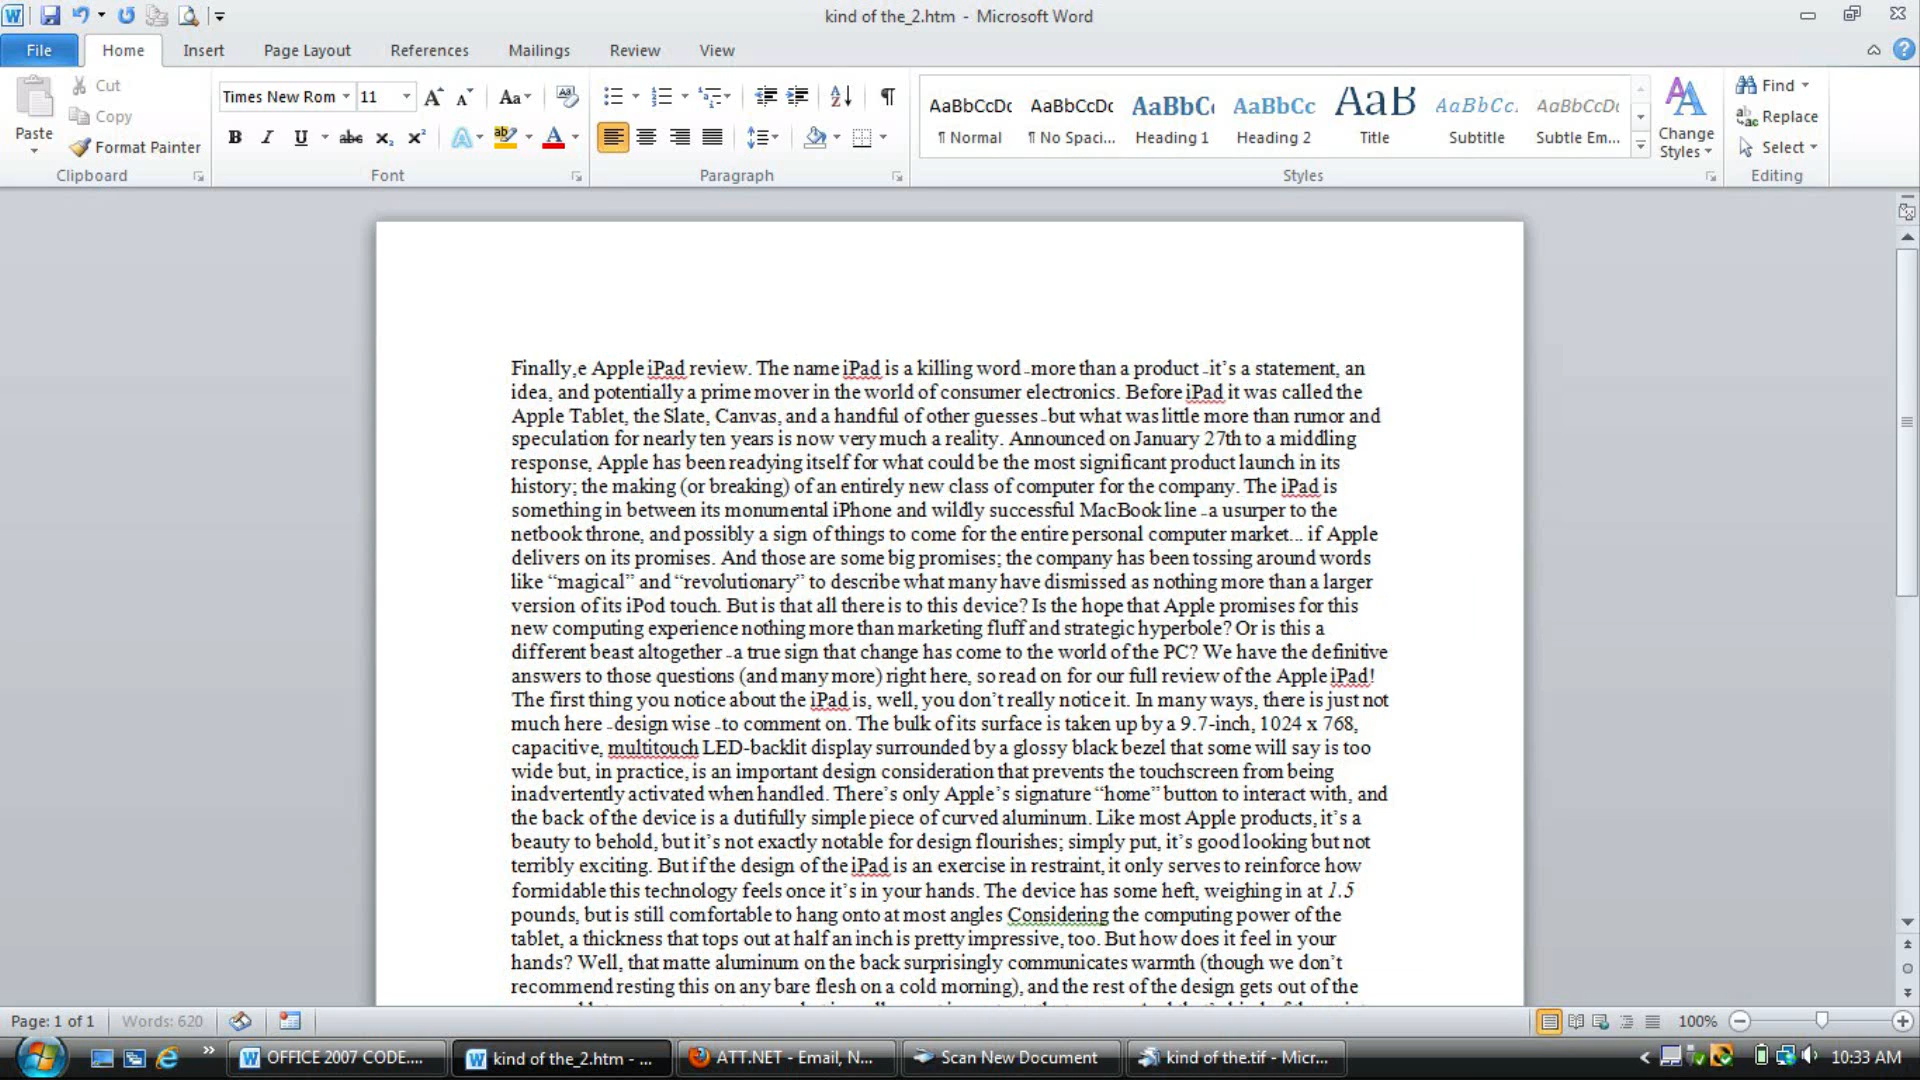 kind of the_2.htm - Microsoft Word
File Home Insert Page Layout References Mailings Review View
Cut
Copy
Format Painter
Paste
Clipboard
Times New Rom 11
Font
Paragraph
AaBbCcDc AaBbCcDc AaBbC AaBbCc AaB AaBbCc. AaBbCcDc
¶ Normal ¶ No Spaci... Heading 1 Heading 2 Title Subtitle Subtle Em...
Styles
Change
Styles
Find
Replace
Select
Editing
Finally,e Apple iPad review. The name iPad is a killing word -more than a product -it’s a statement, an
idea, and potentially a prime mover in the world of consumer electronics. Before iPad it was called the
Apple Tablet, the Slate, Canvas, and a handful of other guesses -but what was little more than rumor and
speculation for nearly ten years is now very much a reality. Announced on January 27th to a middling
response, Apple has been readying itself for what could be the most significant product launch in its
history; the making (or breaking) of an entirely new class of computer for the company. The iPad is
something in between its monumental iPhone and wildly successful MacBook line -a usurper to the
netbook throne, and possibly a sign of things to come for the entire personal computer market... if Apple
delivers on its promises. And those are some big promises; the company has been tossing around words
like “magical” and “revolutionary” to describe what many have dismissed as nothing more than a larger
version of its iPod touch. But is that all there is to this device? Is the hope that Apple promises for this
new computing experience nothing more than marketing fluff and strategic hyperbole? Or is this a
different beast altogether -a true sign that change has come to the world of the PC? We have the definitive
answers to those questions (and many more) right here, so read on for our full review of the Apple iPad!
The first thing you notice about the iPad is, well, you don’t really notice it. In many ways, there is just not
much here -design wise -to comment on. The bulk of its surface is taken up by a 9.7-inch, 1024 x 768,
capacitive, multitouch LED-backlit display surrounded by a glossy black bezel that some will say is too
wide but, in practice, is an important design consideration that prevents the touchscreen from being
inadvertently activated when handled. There’s only Apple’s signature “home” button to interact with, and
the back of the device is a dutifully simple piece of curved aluminum. Like most Apple products, it’s a
beauty to behold, but it’s not exactly notable for design flourishes; simply put, it’s good looking but not
terribly exciting. But if the design of the iPad is an exercise in restraint, it only serves to reinforce how
formidable this technology feels once it’s in your hands. The device has some heft, weighing in at 1.5
pounds, but is still comfortable to hang onto at most angles Considering the computing power of the
tablet, a thickness that tops out at half an inch is pretty impressive, too. But how does it feel in your
hands? Well, that matte aluminum on the back surprisingly communicates warmth (though we don’t
recommend resting this on any bare flesh on a cold morning), and the rest of the design gets out of the
Page: 1 of 1 Words: 620 100%
OFFICE 2007 CODE.... kind of the_2.htm - ... ATT.NET - Email, N... Scan New Document kind of the.tif - Micr... 10:33 AM